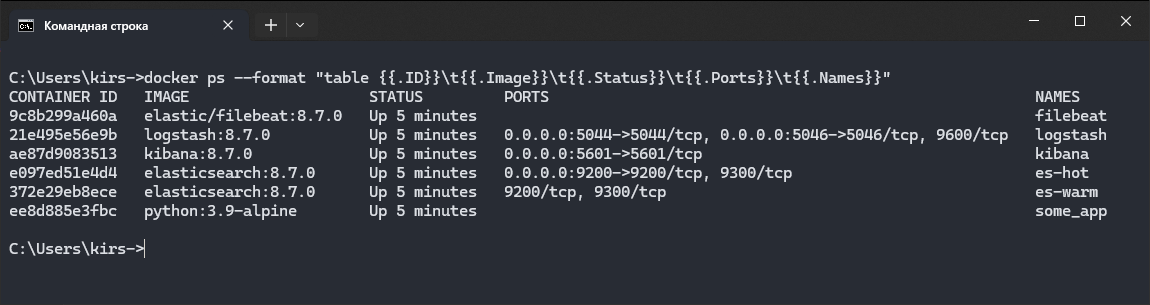 Командная строка
C:\Users\kirs->docker ps --format "table {{.ID}}\t{{.Image}}\t{{.Status}}\t{{.Ports}}\t{{.Names}}"
CONTAINER ID   IMAGE                    STATUS         PORTS                                                      NAMES
9c8b299a460a   elastic/filebeat:8.7.0   Up 5 minutes                                                              filebeat
21e495e56e9b   logstash:8.7.0           Up 5 minutes   0.0.0.0:5044->5044/tcp, 0.0.0.0:5046->5046/tcp, 9600/tcp   logstash
ae87d9083513   kibana:8.7.0             Up 5 minutes   0.0.0.0:5601->5601/tcp                                     kibana
e097ed51e4d4   elasticsearch:8.7.0      Up 5 minutes   0.0.0.0:9200->9200/tcp, 9300/tcp                           es-hot
372e29eb8ece   elasticsearch:8.7.0      Up 5 minutes   9200/tcp, 9300/tcp                                         es-warm
ee8d885e3fbc   python:3.9-alpine        Up 5 minutes                                                              some_app
C:\Users\kirs->